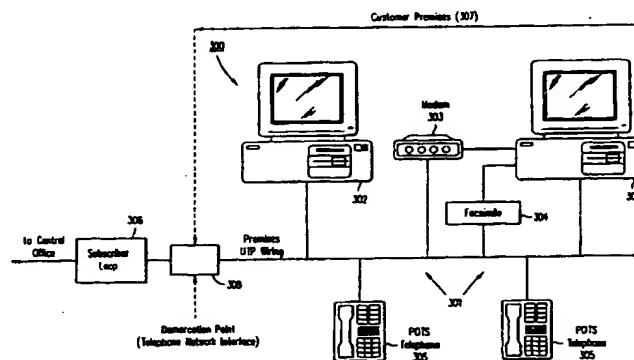 Customer Premises (307)
300
Modem
303
302
306
Facsimile
304
to Central
Office
Subscriber
Loop
Premises
UTP Wiring
308
301
Demarcation Point
(Telephone Network Interface)
POTS
Telephone
305
POTS
Telephone
305